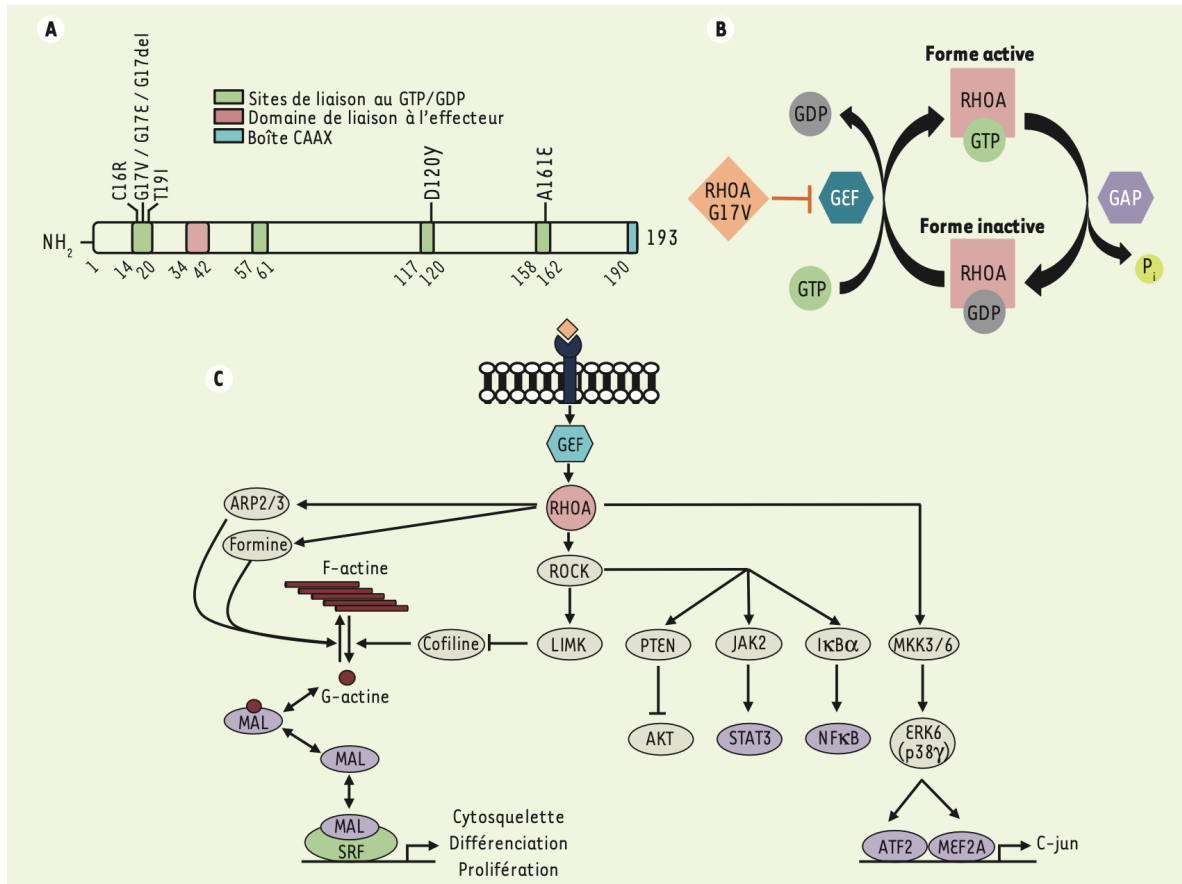 A
C16R
G17V / G17E / G17del
T19I
Sites de liaison au GTP/GDP
Domaine de liaison à l'effecteur
Boîte CAAX
D120Y
A161E
NH2
193
1
14
20
34
42
57
61
117
120
158
162
190
B
Forme active
RHOA
GTP
GDP
RHOA
G17V
GEF
GAP
Forme inactive
RHOA
GDP
GTP
Pi
C
GEF
RHOA
ARP2/3
Formine
F-actine
ROCK
Cofiline
LIMK
PTEN
JAK2
IκBα
MKK3/6
G-actine
MAL
AKT
STAT3
NFκB
ERK6
(p38γ)
MAL
MAL
SRF
Cytosquelette
Différenciation
Prolifération
ATF2
MEF2A
C-jun